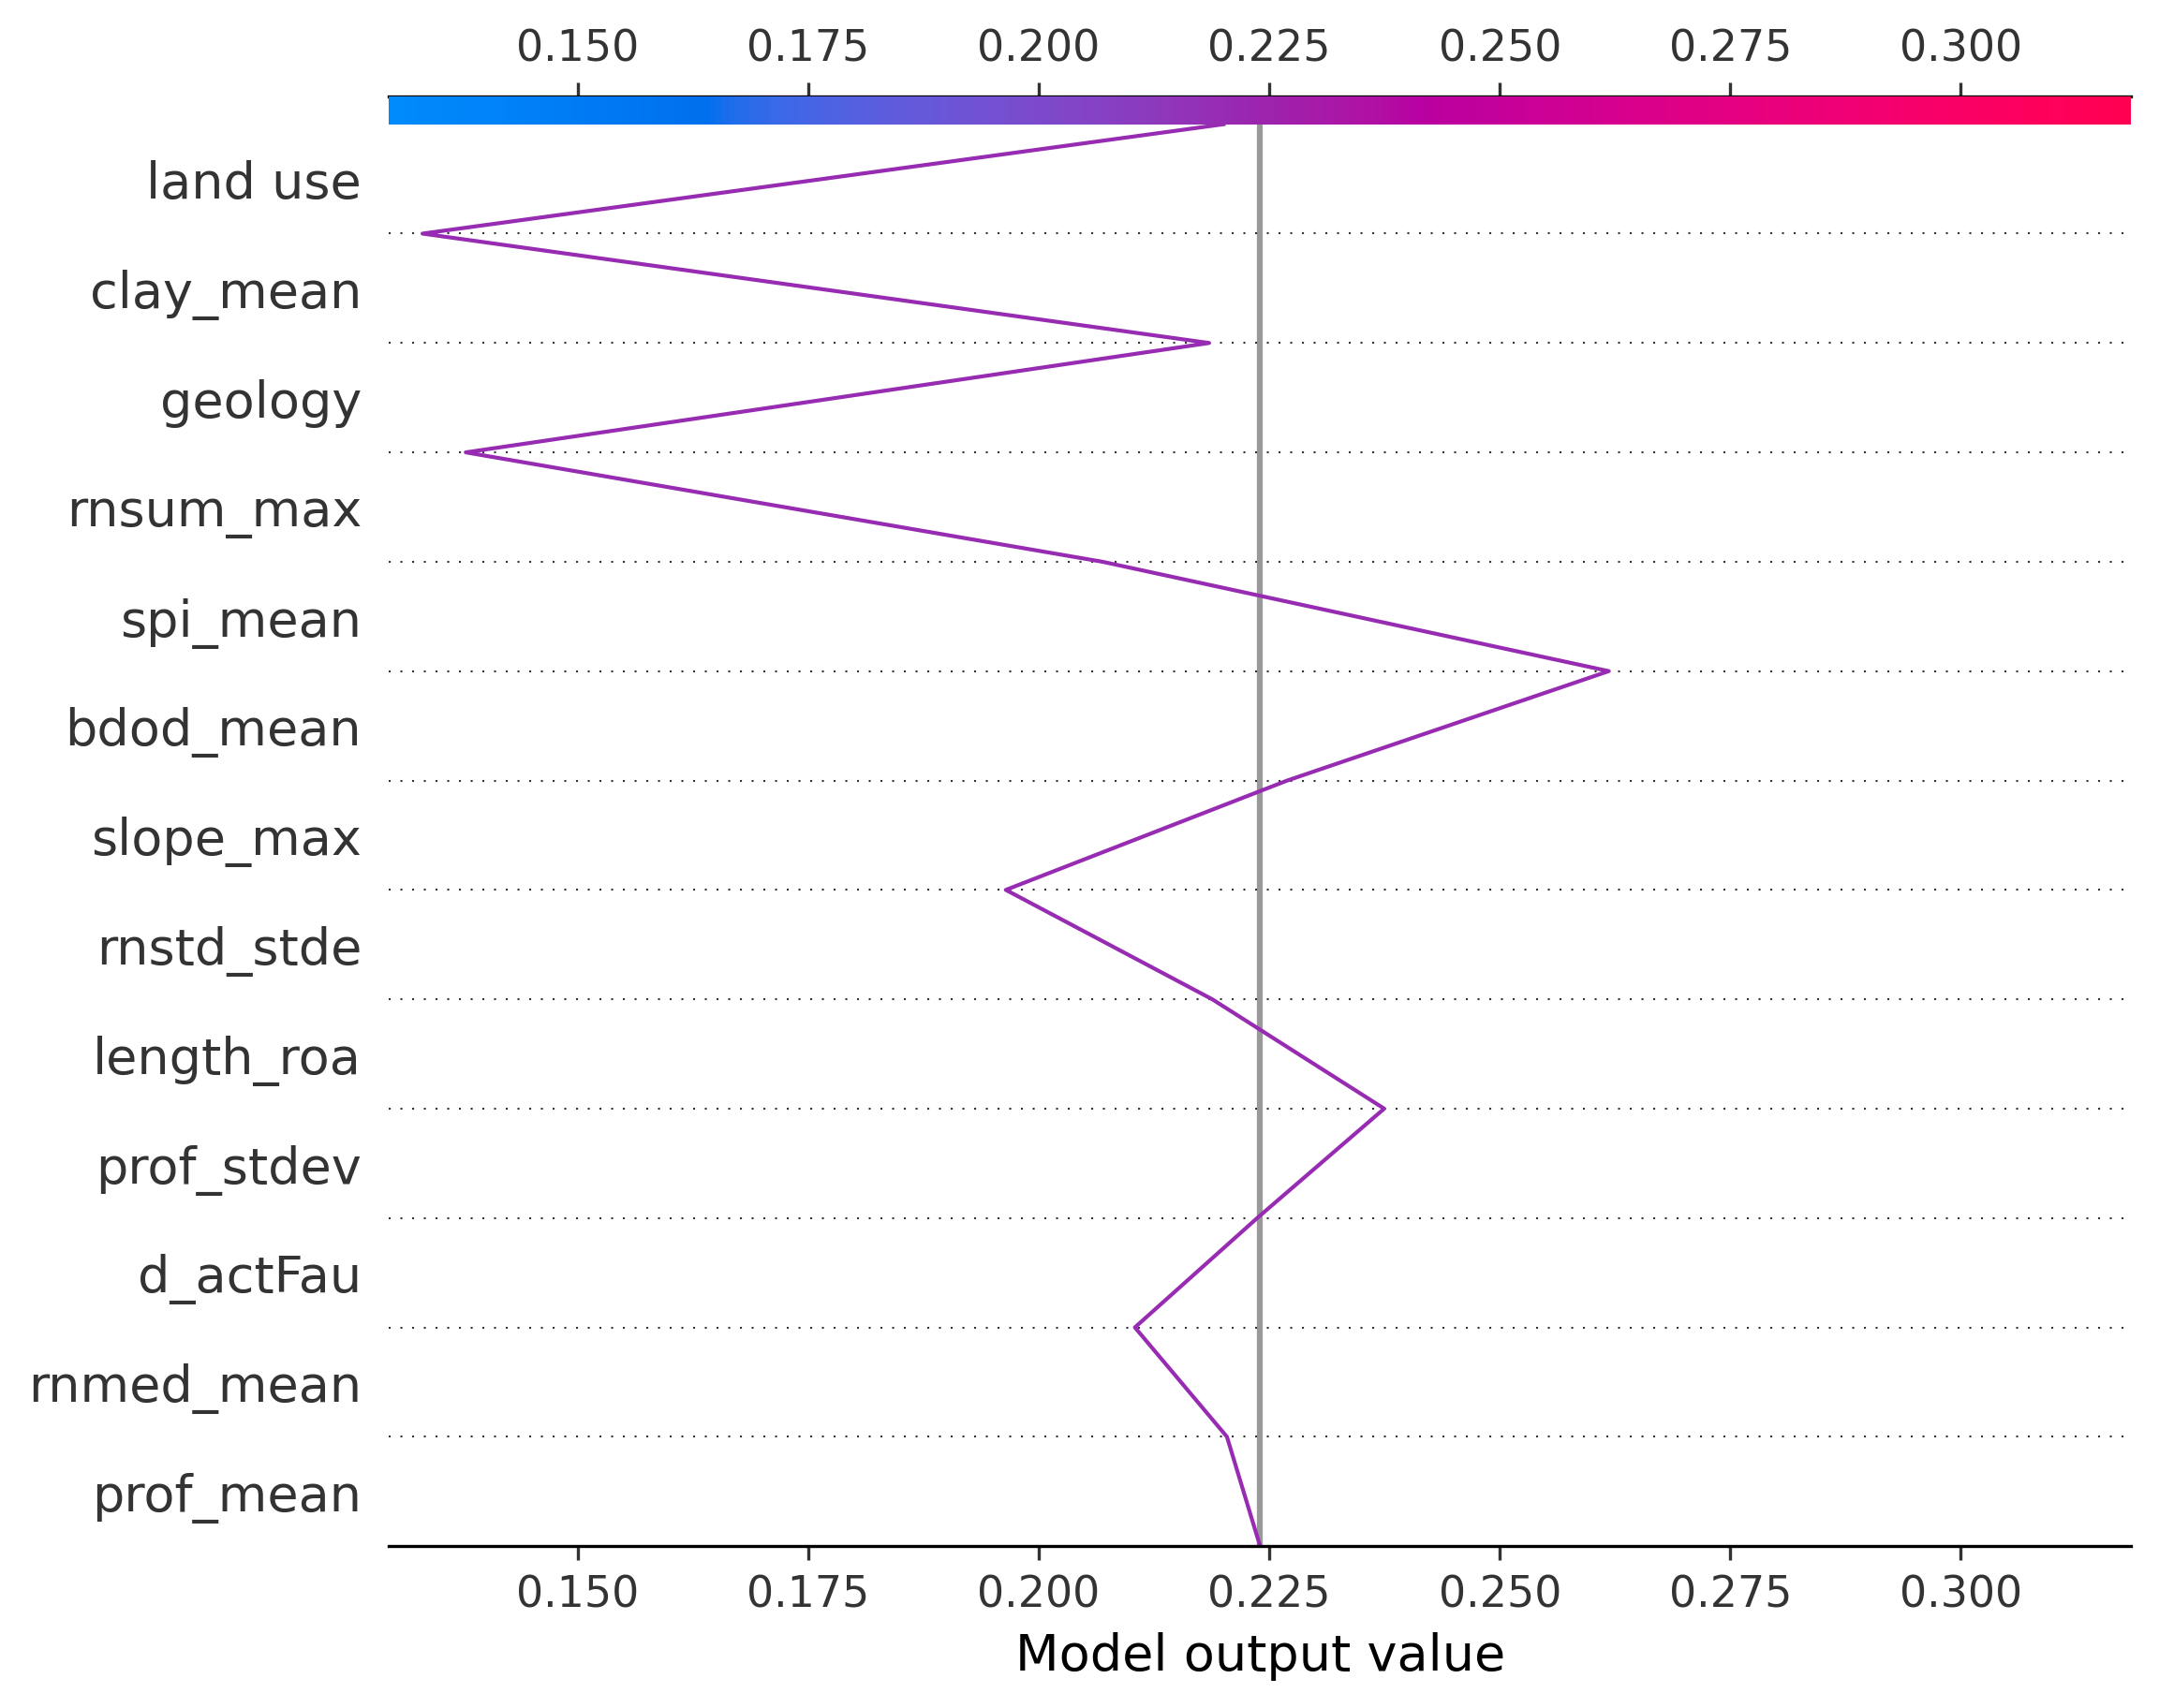 0.150 0.175 0.200 0.225 0.250 0.275 0.300
land use
clay_mean
geology
rnsum_max
spi_mean
bdod_mean
slope_max
rnstd_stde
length_roa
prof_stdev
d_actFau
rnmed_mean
prof_mean
0.150 0.175 0.200 0.225 0.250 0.275 0.300
Model output value